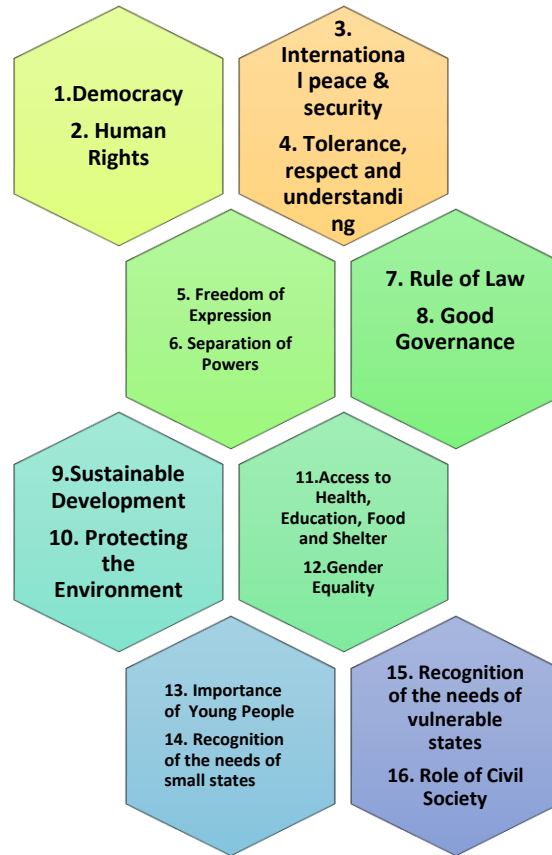 1.Democracy
2. Human
Rights
3.
Internationa
l peace &
security
4. Tolerance,
respect and
understandi
ng
5. Freedom of
Expression
6. Separation of
Powers
7. Rule of Law
8. Good
Governance
9.Sustainable
Development
10. Protecting
the
Environment
11.Access to
Health,
Education, Food
and Shelter
12.Gender
Equality
13. Importance
of Young People
14. Recognition
of the needs of
small states
15. Recognition
of the needs of
vulnerable
states
16. Role of Civil
Society